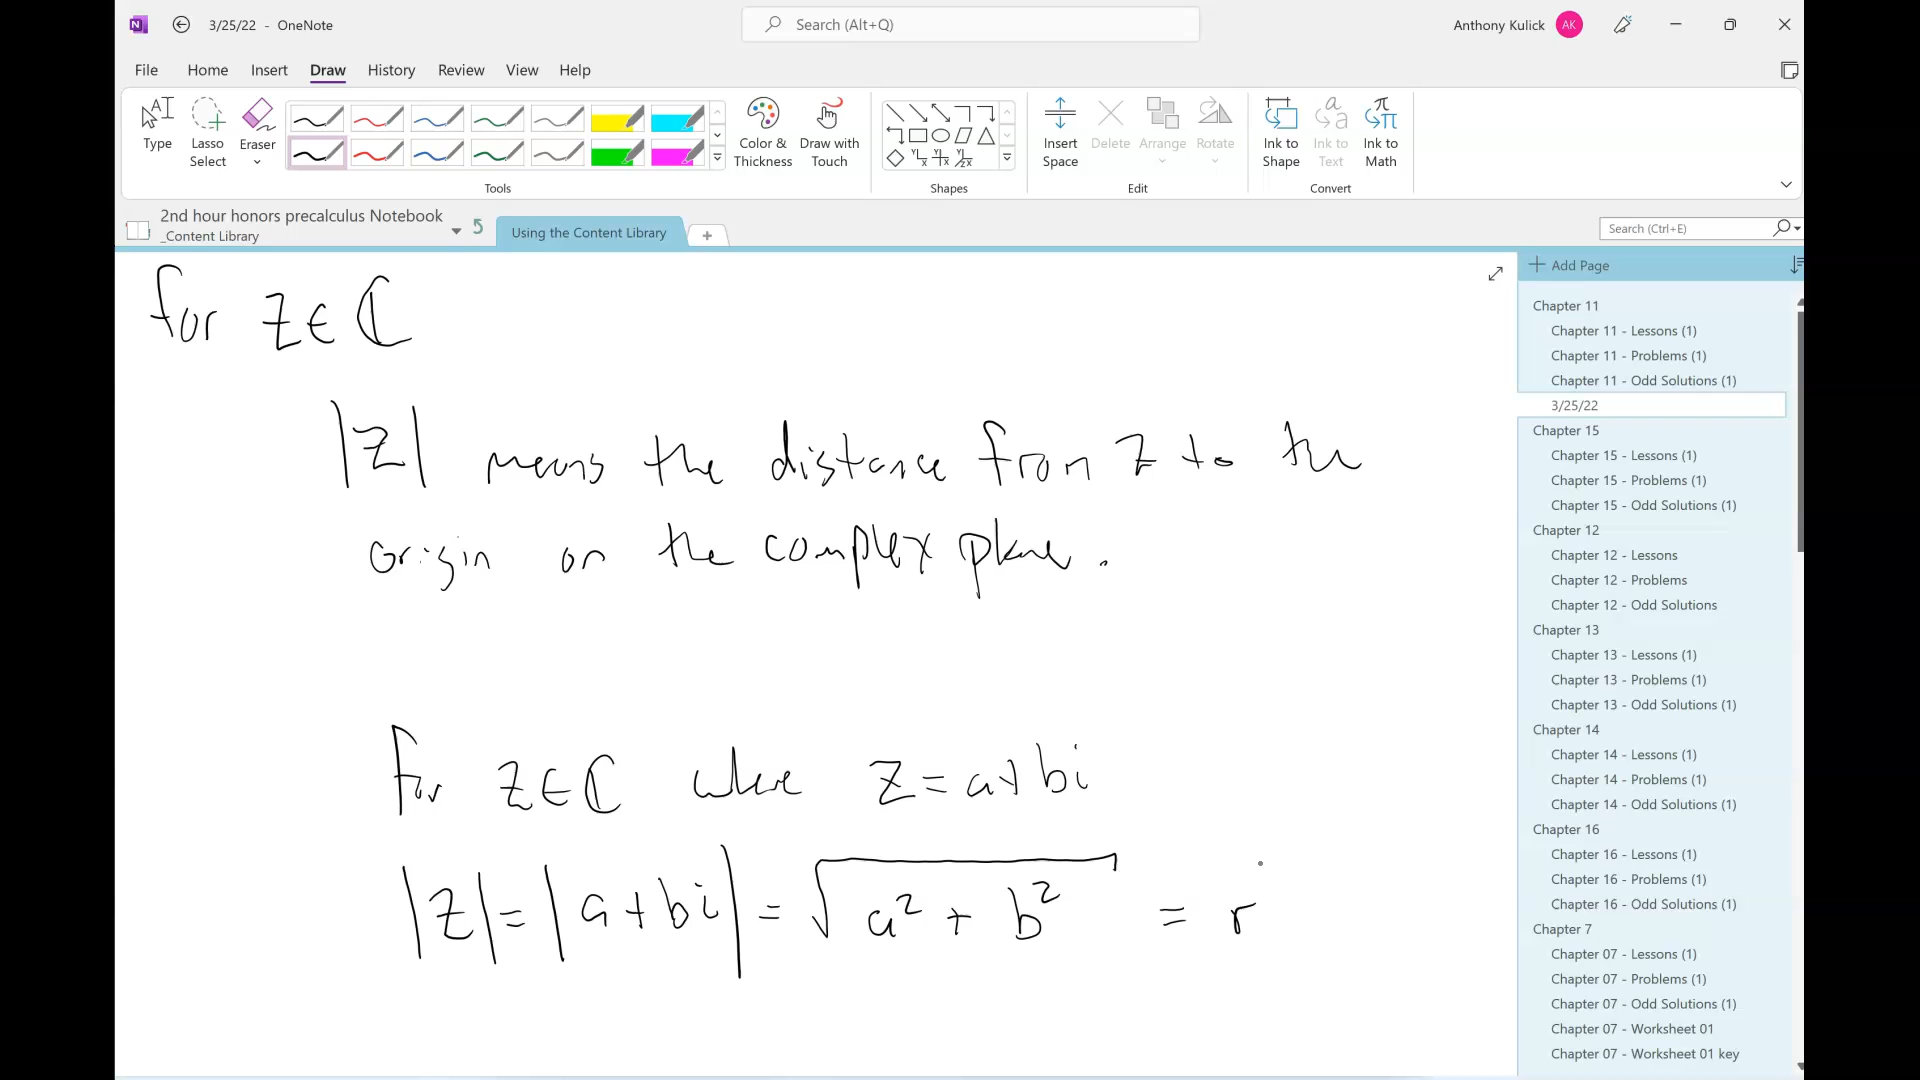 3/25/22 - OneNote
Search (Alt+Q)
Anthony Kulick AK
File Home Insert Draw History Review View Help
Type
Lasso Select
Eraser
Color & Thickness
Draw with Touch
Insert Space
Delete
Arrange
Rotate
Ink to Shape
Ink to Text
Ink to Math
Tools Shapes Edit Convert
2nd hour honors precalculus Notebook
_Content Library
Using the Content Library
Search (Ctrl+E)
for z∈ℂ
|z| means the distance from z to the
origin on the complex plane.
For z∈ℂ where z = a+bi
|z| = |a+bi| = √(a² + b²) = r
Add Page
Chapter 11
Chapter 11 - Lessons (1)
Chapter 11 - Problems (1)
Chapter 11 - Odd Solutions (1)
3/25/22
Chapter 15
Chapter 15 - Lessons (1)
Chapter 15 - Problems (1)
Chapter 15 - Odd Solutions (1)
Chapter 12
Chapter 12 - Lessons
Chapter 12 - Problems
Chapter 12 - Odd Solutions
Chapter 13
Chapter 13 - Lessons (1)
Chapter 13 - Problems (1)
Chapter 13 - Odd Solutions (1)
Chapter 14
Chapter 14 - Lessons (1)
Chapter 14 - Problems (1)
Chapter 14 - Odd Solutions (1)
Chapter 16
Chapter 16 - Lessons (1)
Chapter 16 - Problems (1)
Chapter 16 - Odd Solutions (1)
Chapter 7
Chapter 07 - Lessons (1)
Chapter 07 - Problems (1)
Chapter 07 - Odd Solutions (1)
Chapter 07 - Worksheet 01
Chapter 07 - Worksheet 01 key